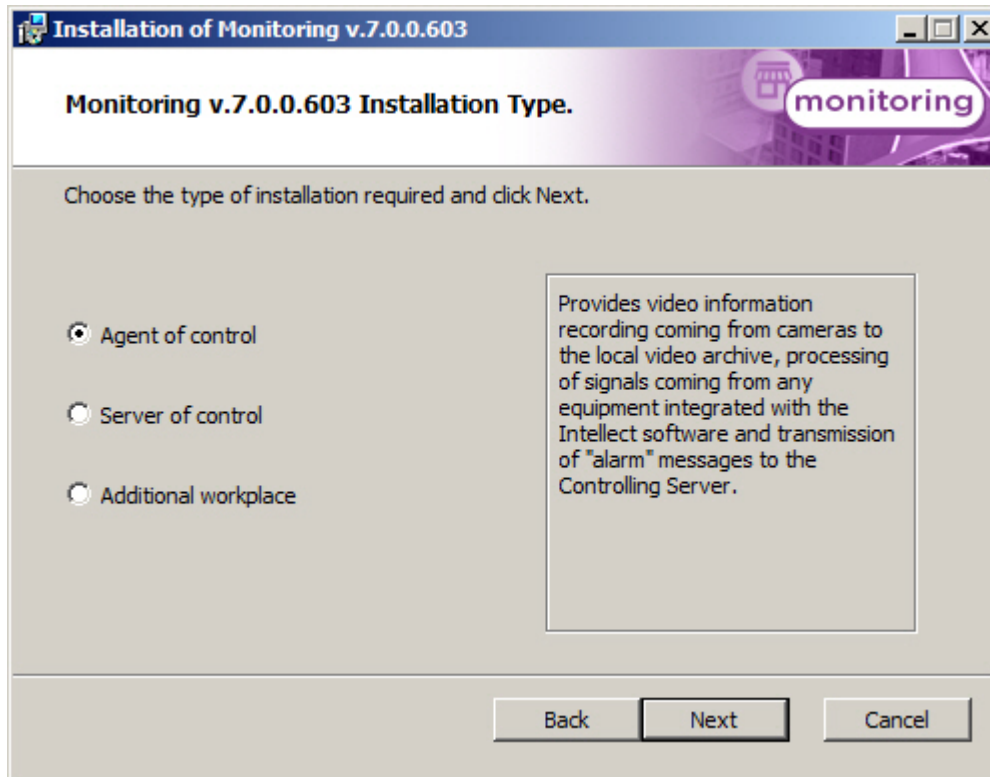 Installation of Monitoring v.7.0.0.603
Monitoring v.7.0.0.603 Installation Type.
monitoring
Choose the type of installation required and click Next.
Agent of control
Server of control
Additional workplace
Provides video information
recording coming from cameras to
the local video archive, processing
of signals coming from any
equipment integrated with the
Intellect software and transmission
of "alarm" messages to the
Controlling Server.
Back
Next
Cancel